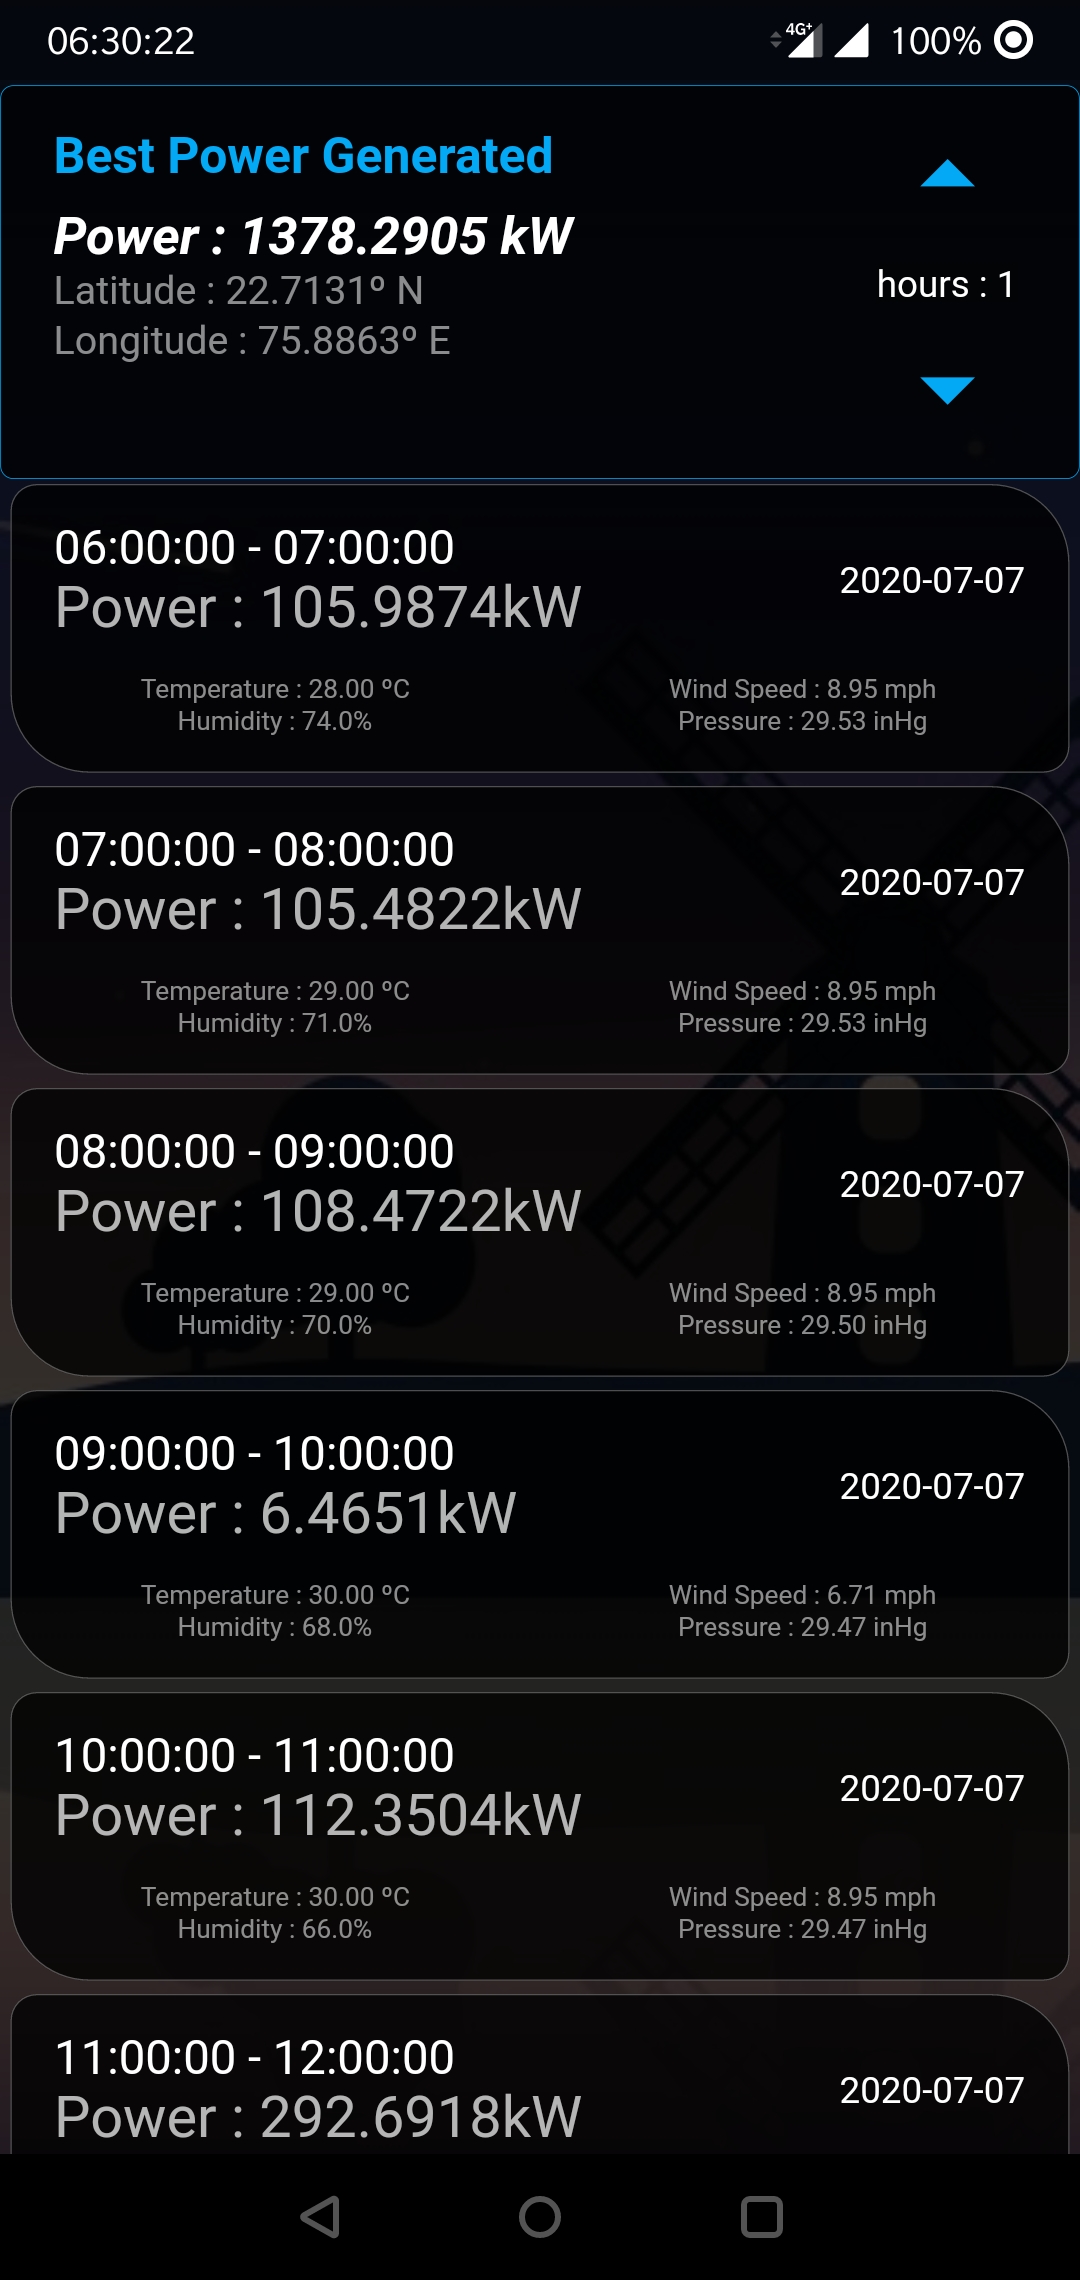 06:30:22
4G+ 100%
Best Power Generated
Power : 1378.2905 kW
Latitude : 22.7131º N
Longitude : 75.8863º E
hours : 1
06:00:00 - 07:00:00
Power : 105.9874kW
2020-07-07
Temperature : 28.00 ºC
Humidity : 74.0%
Wind Speed : 8.95 mph
Pressure : 29.53 inHg
07:00:00 - 08:00:00
Power : 105.4822kW
2020-07-07
Temperature : 29.00 ºC
Humidity : 71.0%
Wind Speed : 8.95 mph
Pressure : 29.53 inHg
08:00:00 - 09:00:00
Power : 108.4722kW
2020-07-07
Temperature : 29.00 ºC
Humidity : 70.0%
Wind Speed : 8.95 mph
Pressure : 29.50 inHg
09:00:00 - 10:00:00
Power : 6.4651kW
2020-07-07
Temperature : 30.00 ºC
Humidity : 68.0%
Wind Speed : 6.71 mph
Pressure : 29.47 inHg
10:00:00 - 11:00:00
Power : 112.3504kW
2020-07-07
Temperature : 30.00 ºC
Humidity : 66.0%
Wind Speed : 8.95 mph
Pressure : 29.47 inHg
11:00:00 - 12:00:00
Power : 292.6918kW
2020-07-07